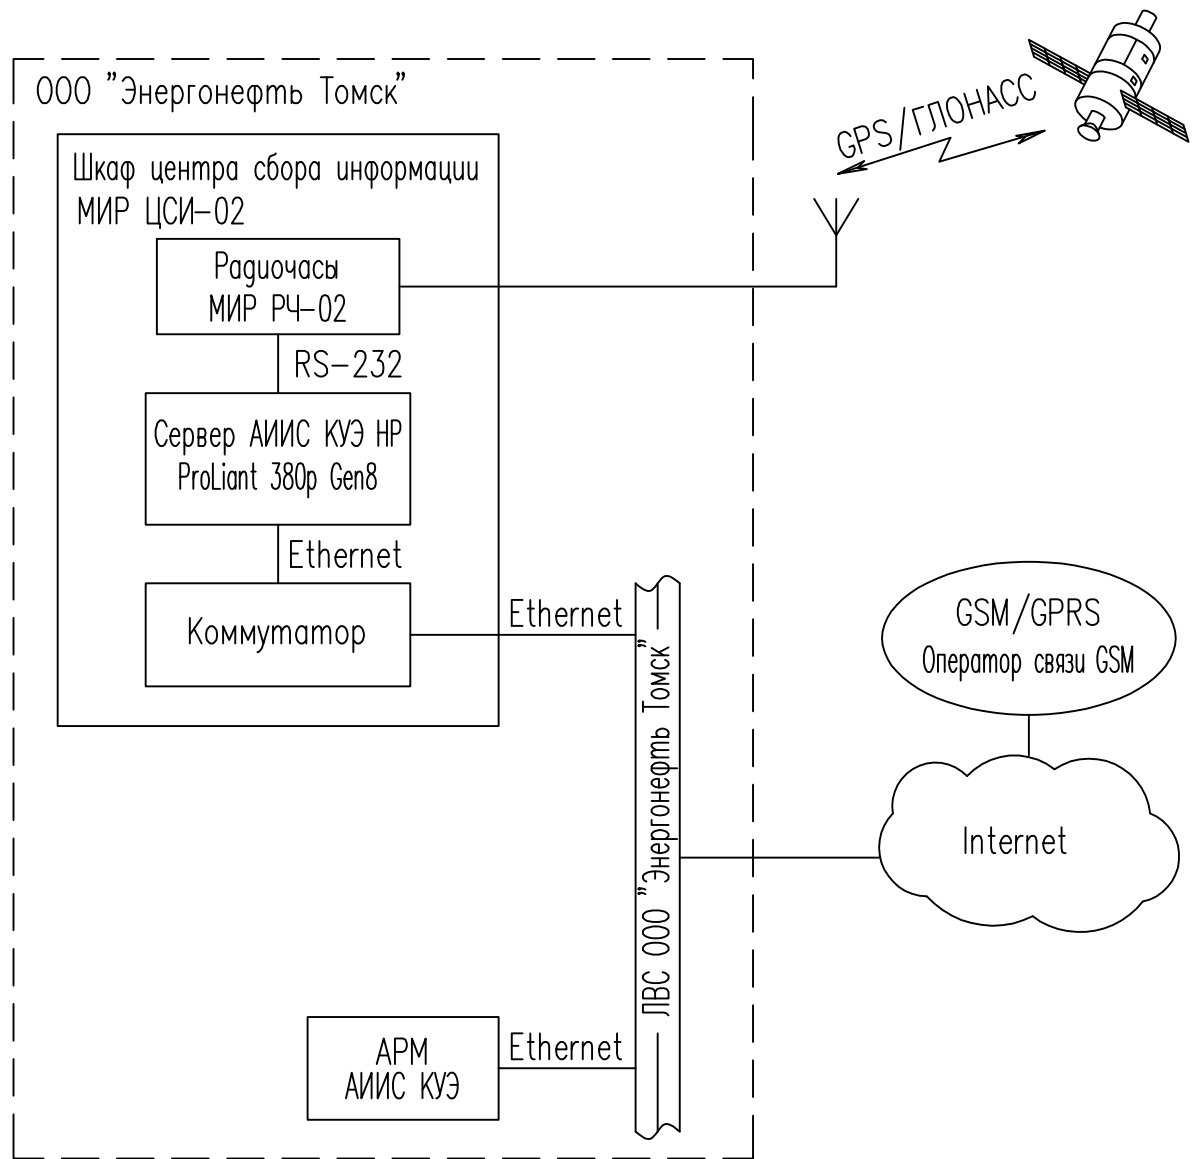 ООО "Энергонефть Томск"
GPS/ГЛОНАСС
Шкаф центра сбора информации
МИР ЦСИ-02
Радиочасы
МИР РЧ-02
RS-232
Сервер АИИС КУЭ HP
ProLiant 380p Gen8
Ethernet
Коммутатор
Ethernet
ЛВС ООО "Энергонефть Томск"
GSM/GPRS
Оператор связи GSM
Internet
АРМ
АИИС КУЭ
Ethernet